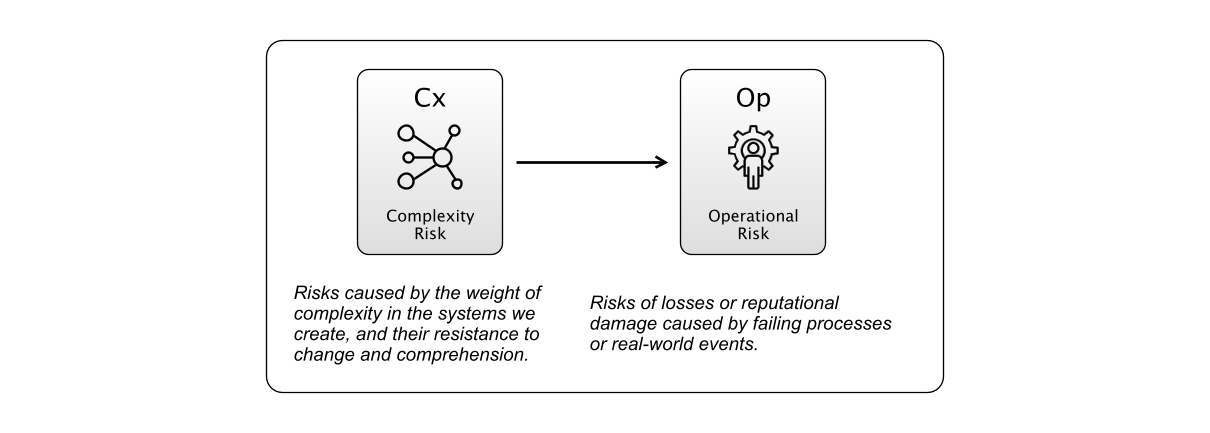 Cx
Complexity
Risk
Op
Operational
Risk
Risks caused by the weight of
complexity in the systems we
create, and their resistance to
change and comprehension.
Risks of losses or reputational
damage caused by failing processes
or real-world events.